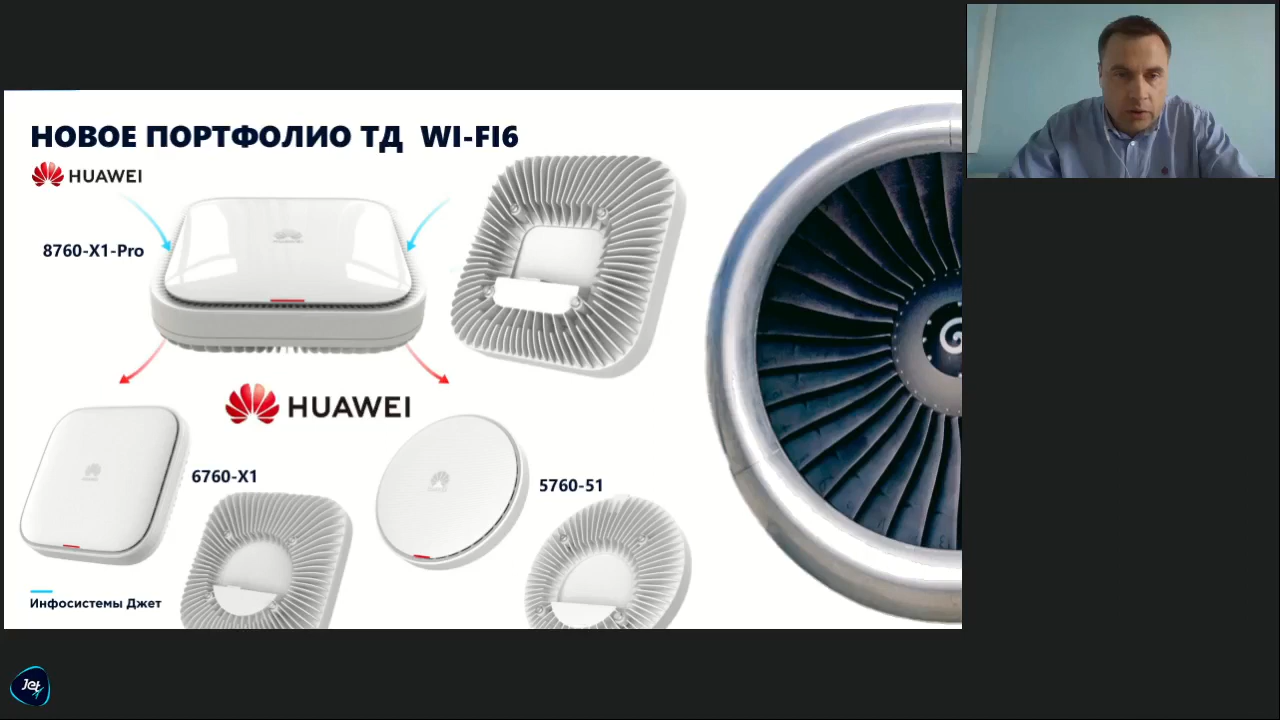 НОВОЕ ПОРТФОЛИО ТД WI-FI6
HUAWEI
8760-X1-Pro
HUAWEI
6760-X1
5760-51
Инфосистемы Джет
Jet